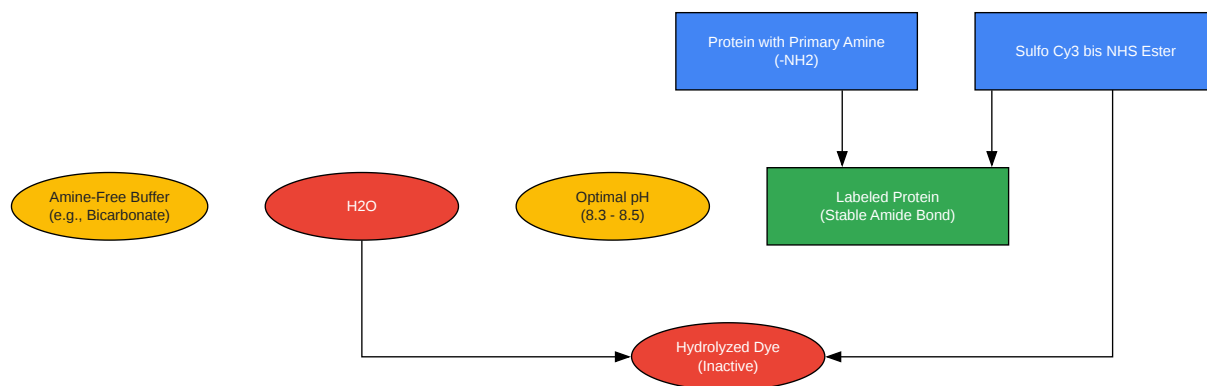 Protein with Primary Amine
(-NH2)
Sulfo Cy3 bis NHS Ester
Amine-Free Buffer
(e.g., Bicarbonate)
H2O
Optimal pH
(8.3 - 8.5)
Labeled Protein
(Stable Amide Bond)
Hydrolyzed Dye
(Inactive)